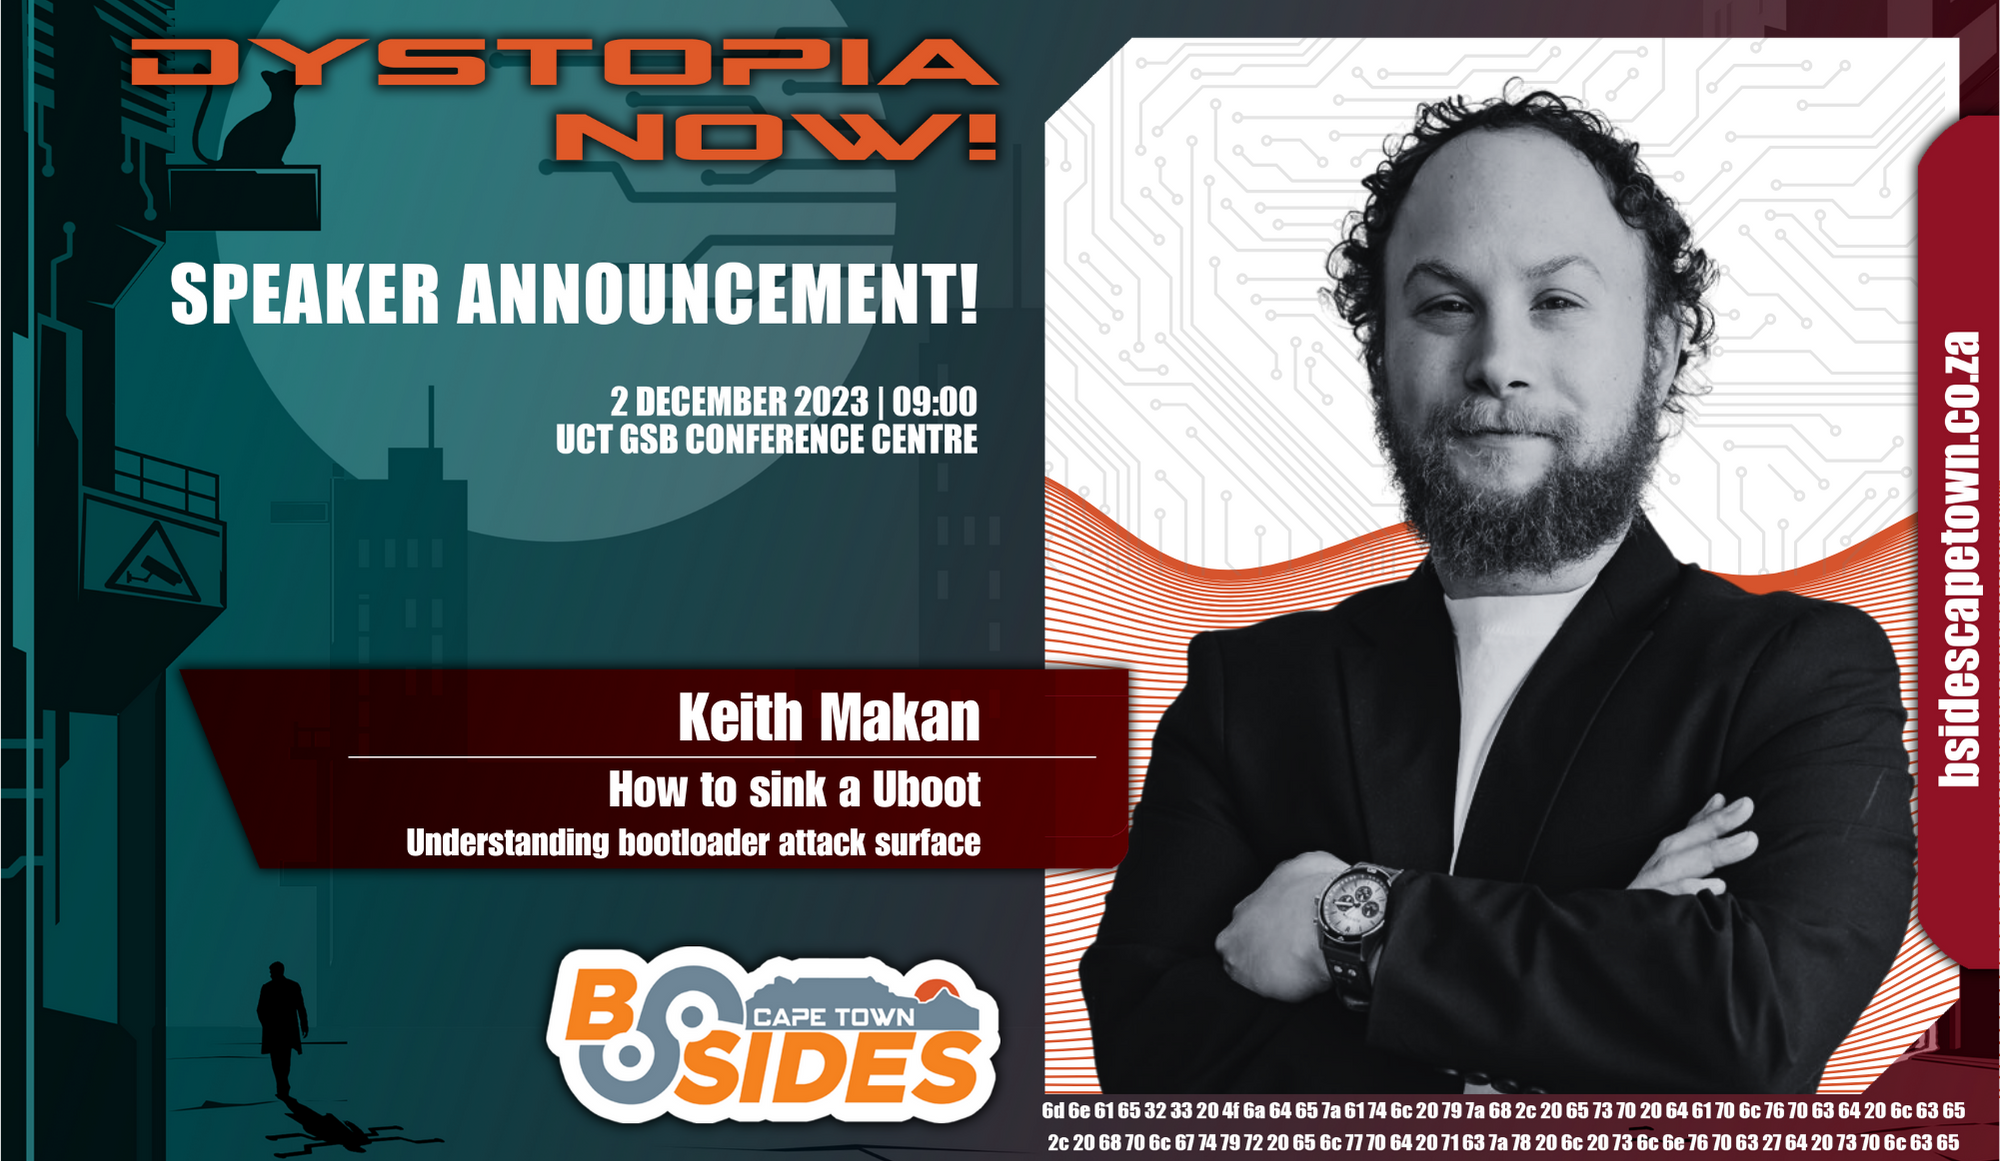 DYSTOPIA
NOW!
SPEAKER ANNOUNCEMENT!
2 DECEMBER 2023 | 09:00
UCT GSB CONFERENCE CENTRE
Keith Makan
How to sink a Uboot
Understanding bootloader attack surface
B SIDES
CAPE TOWN
bsidescapetown.co.za
6d 6e 61 65 32 33 20 4f 6a 64 65 7a 61 74 6c 20 79 7a 68 2c 20 65 73 70 20 64 61 70 6c 76 70 63 64 20 6c 63 65
2c 20 68 70 6c 67 74 79 72 20 65 6c 77 70 64 20 71 63 7a 78 20 6c 20 73 6c 6e 76 70 63 27 64 20 73 70 6c 63 65